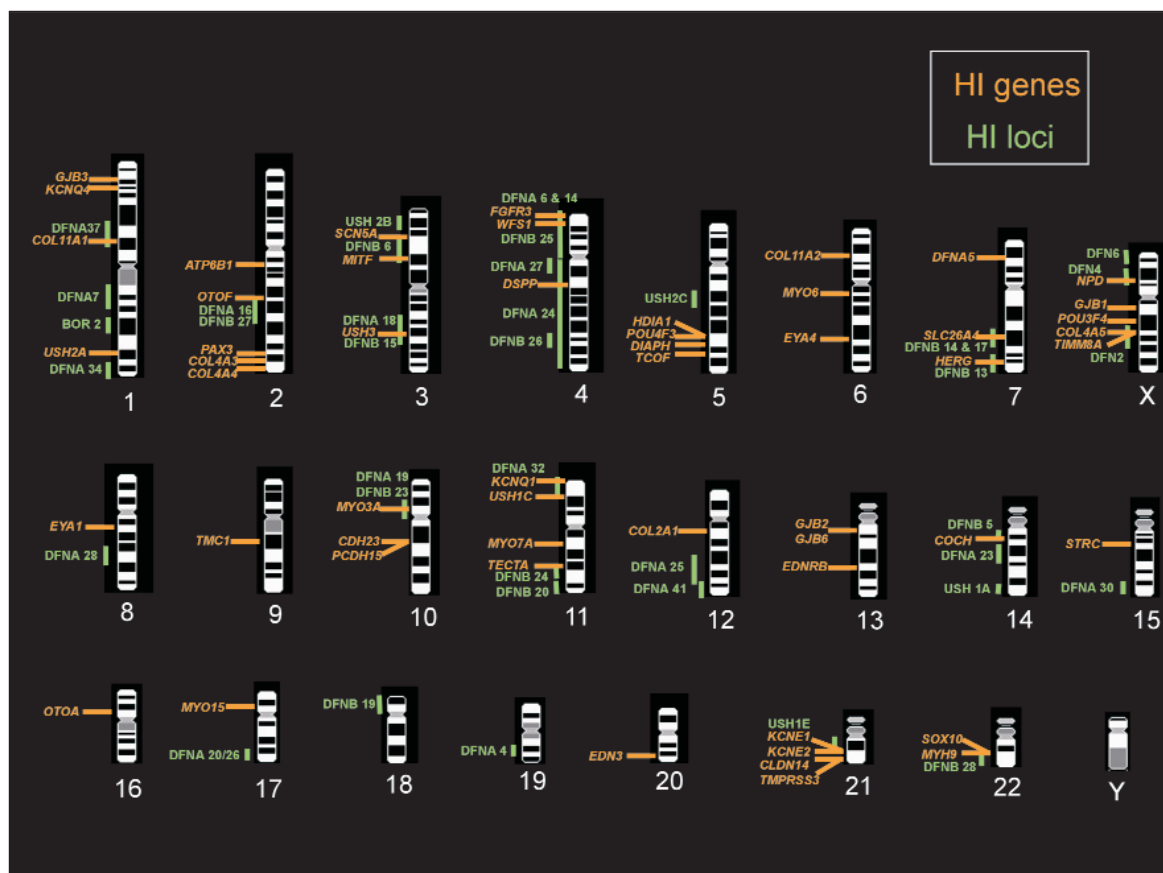 HI genes
HI loci
GJB3
KCNQ4
DFNA37
COL11A1
DFNA7
BOR 2
USH2A
DFNA 34
1
ATP6B1
OTOF
DFNA 16
DFNB 27
PAX3
COL4A3
COL4A4
2
USH 2B
SCN5A
DFNB 6
MITF
DFNA 18
USH3
DFNB 15
3
DFNA 6 & 14
FGFR3
WFS1
DFNB 25
DFNA 27
DSPP
DFNA 24
DFNB 26
4
USH2C
HDIA1
POU4F3
DIAPH
TCOF
5
COL11A2
MYO6
EYA4
6
DFNA5
SLC26A4
DFNB 14 & 17
HERG
DFNB 13
7
DFN6
DFN4
NPD
GJB1
POU3F4
COL4A5
TIMM8A
DFN2
X
EYA1
DFNA 28
8
TMC1
9
DFNA 19
DFNB 23
MYO3A
CDH23
PCDH15
10
DFNA 32
KCNQ1
USH1C
MYO7A
TECTA
DFNB 24
DFNB 20
11
COL2A1
DFNA 25
DFNA 41
12
GJB2
GJB6
EDNRB
13
DFNB 5
COCH
DFNA 23
USH 1A
14
STRC
DFNA 30
15
OTOA
16
MYO15
DFNA 20/26
17
DFNB 19
18
DFNA 4
19
EDN3
20
USH1E
KCNE1
KCNE2
CLDN14
TMPRSS3
21
SOX10
MYH9
DFNB 28
22
Y